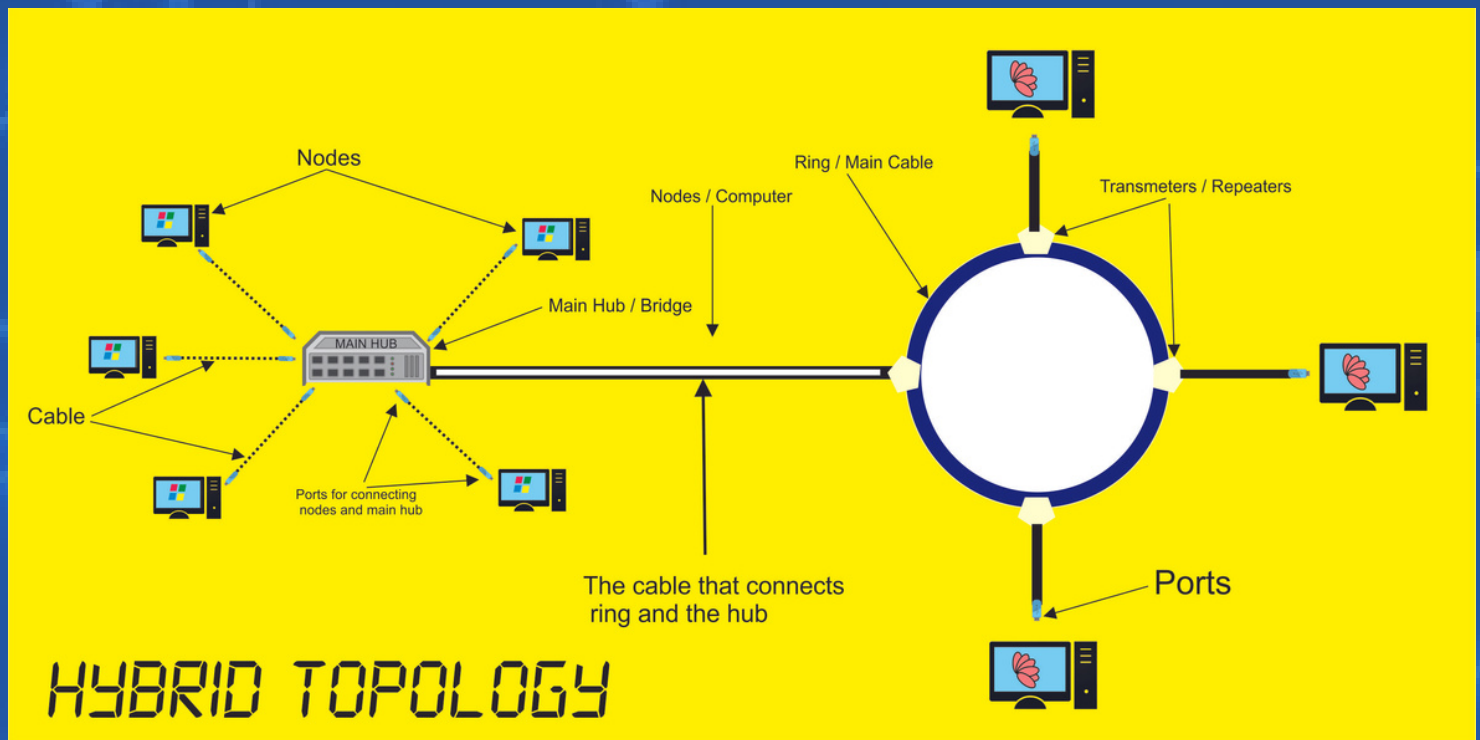 Nodes
Nodes / Computer
Ring / Main Cable
Transmeters / Repeaters
Main Hub / Bridge
MAIN HUB
Cable
Ports for connecting
nodes and main hub
The cable that connects
ring and the hub
Ports
HYBRID TOPOLOGY